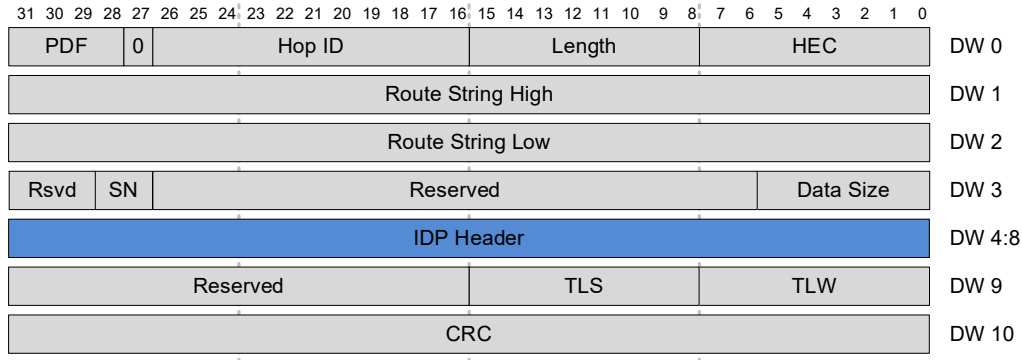 31 30 29 28 27 26 25 24 23 22 21 20 19 18 17 16 15 14 13 12 11 10 9 8 7 6 5 4 3 2 1 0
PDF 0 Hop ID Length HEC DW 0
Route String High DW 1
Route String Low DW 2
Rsvd SN Reserved Data Size DW 3
IDP Header DW 4:8
Reserved TLS TLW DW 9
CRC DW 10